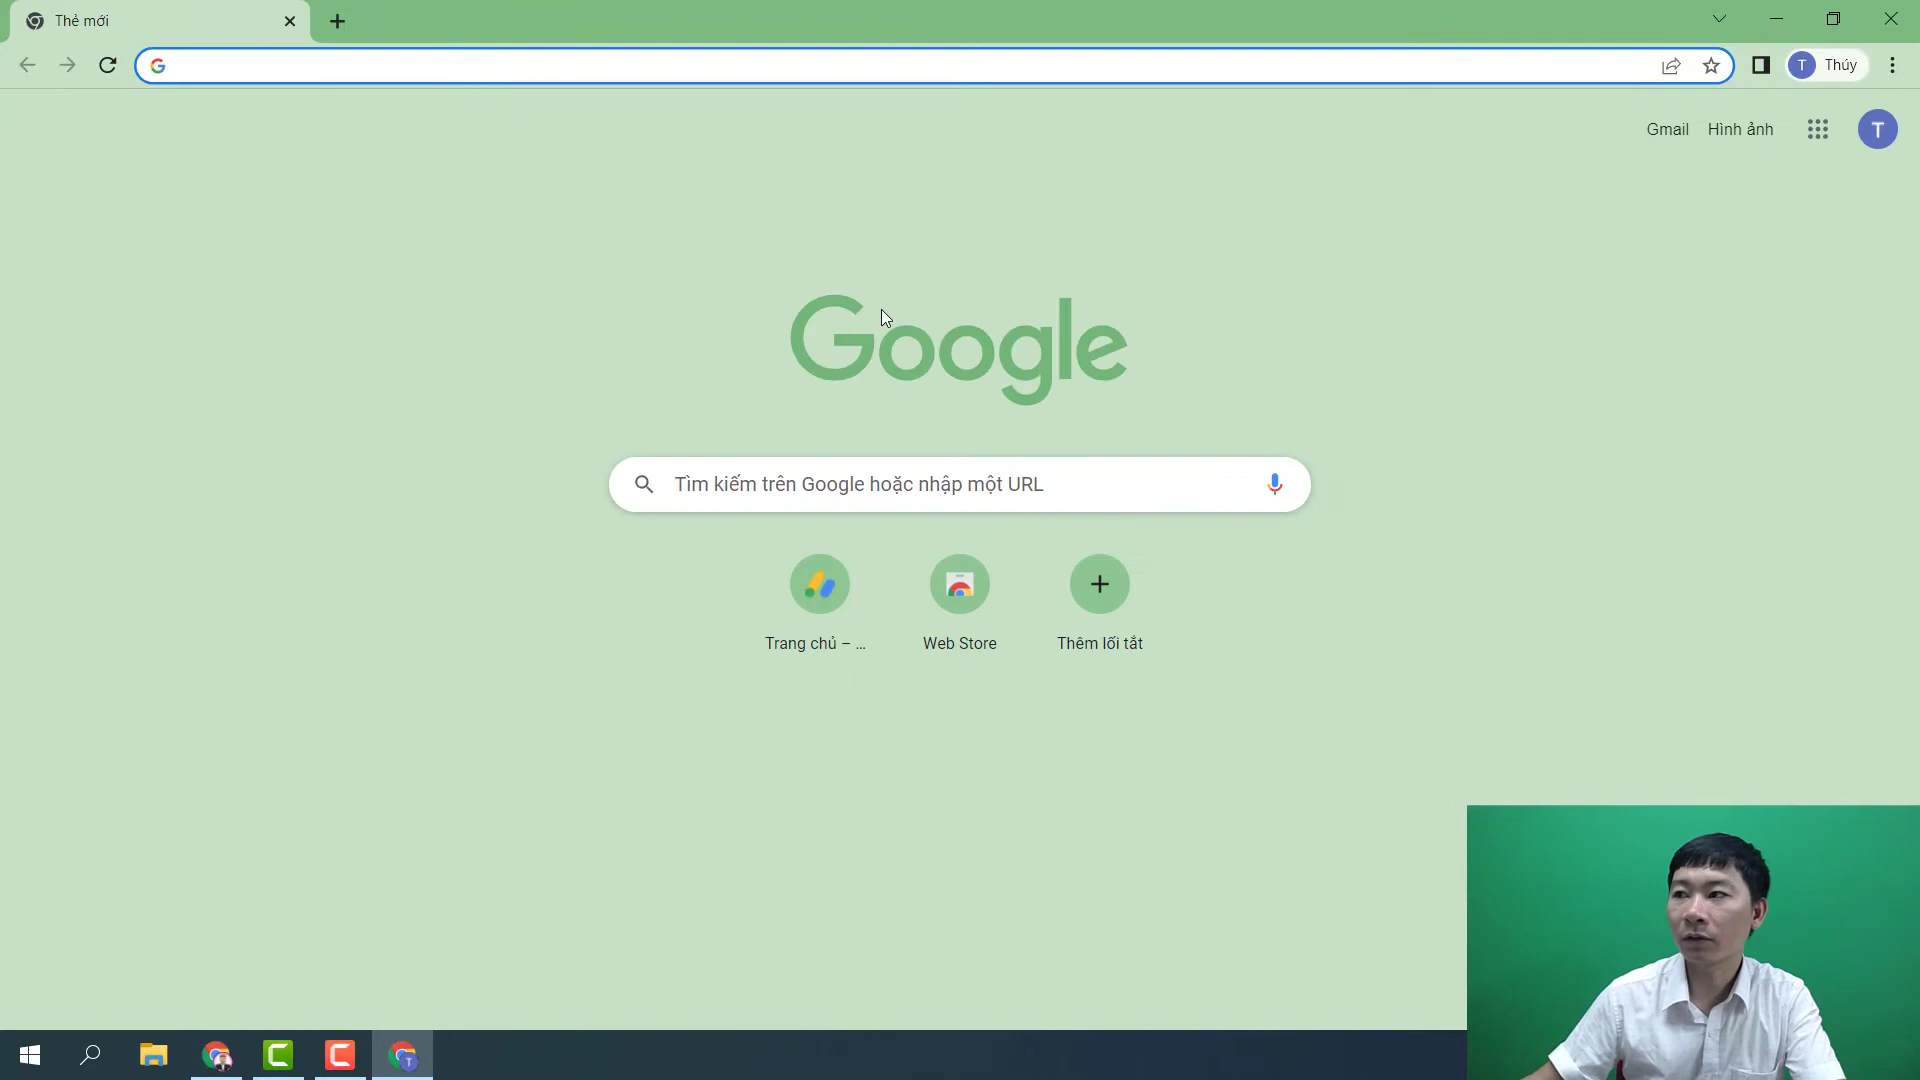 Thẻ mới
Thúy
Gmail Hình ảnh
T
Google
Tìm kiếm trên Google hoặc nhập một URL
Trang chủ – ... Web Store Thêm lối tắt